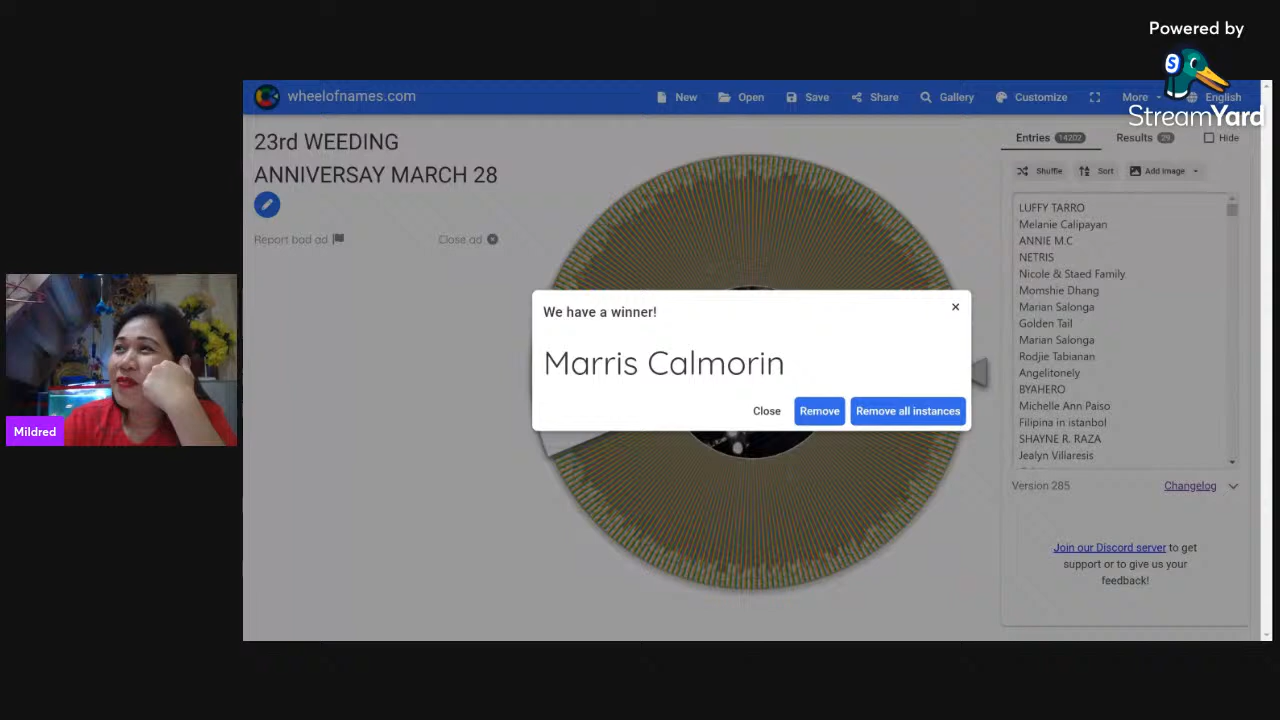 Powered by
StreamYard
wheelofnames.com
New
Open
Save
Share
Gallery
Customize
More
English
23rd WEEDING
ANNIVERSAY MARCH 28
Report bad ad
Close ad
Entries 14202
Results 29
Hide
Shuffle
Sort
Add Image
LUFFY TARRO
Melanie Calipayan
ANNIE M.C
NETRIS
Nicole & Staed Family
Momshie Dhang
Marian Salonga
Golden Tail
Marian Salonga
Rodjie Tabianan
Angelitonely
BYAHERO
Michelle Ann Paiso
Filipina in istanbol
SHAYNE R. RAZA
Jealyn Villaresis
We have a winner!
Marris Calmorin
Close
Remove
Remove all instances
Mildred
Version 285
Changelog
Join our Discord server to get
support or to give us your
feedback!